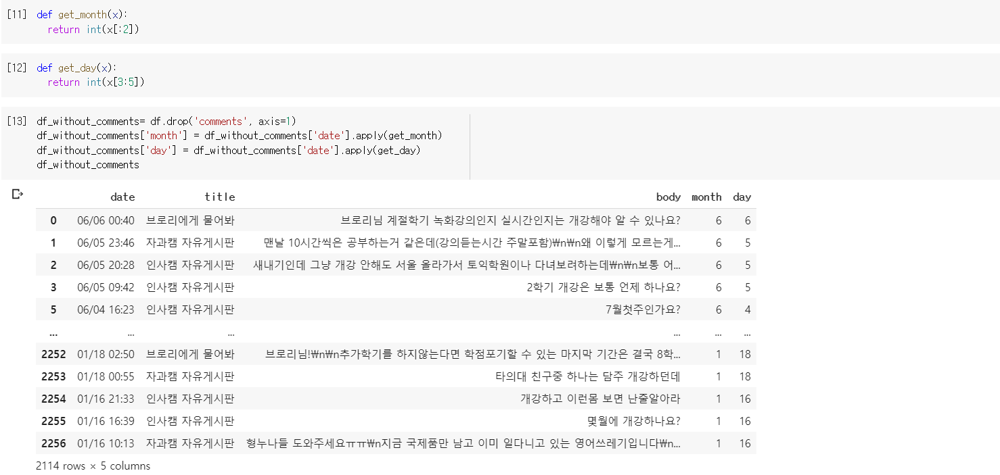 [11] def get_month(x):
return int(x[:2])
[12] def get_day(x):
return int(x[3:5])
[13] df_without_comments= df.drop('comments', axis=1)
df_without_comments['month'] = df_without_comments['date'].apply(get_month)
df_without_comments['day'] = df_without_comments['date'].apply(get_day)
df_without_comments
date title body month day
0 06/06 00:40 브로리에게 물어봐 브로리님 계절학기 녹화강의인지 실시간인지는 개강해야 알 수 있나요? 6 6
1 06/05 23:46 자과캠 자유게시판 맨날 10시간씩은 공부하는거 같은데(강의듣는시간 주말포함)₩n₩n왜 이렇게 모르는게... 6 5
2 06/05 20:28 인사캠 자유게시판 새내기인데 그냥 개강 안해도 서울 올라가서 토익학원이나 다녀보려하는데₩n₩n보통 어... 6 5
3 06/05 09:42 인사캠 자유게시판 2학기 개강은 보통 언제 하나요? 6 5
5 06/04 16:23 인사캠 자유게시판 7월첫주인가요? 6 4
... ... ... ... ... ...
2252 01/18 02:50 브로리에게 물어봐 브로리님!₩n₩n추가학기를 하지않는다면 학점포기할 수 있는 마지막 기간은 결국 8학... 1 18
2253 01/18 00:55 자과캠 자유게시판 타의대 친구중 하나는 담주 개강하던데 1 18
2254 01/16 21:33 인사캠 자유게시판 개강하고 이런몸 보면 난줄알아라 1 16
2255 01/16 16:39 인사캠 자유게시판 몇월에 개강하나요? 1 16
2256 01/16 10:13 자과캠 자유게시판 형누나들 도와주세요ㅠㅠ₩n지금 국제품만 남고 이미 일다니고 있는 영어쓰레기입니다₩n... 1 16
2114 rows × 5 columns